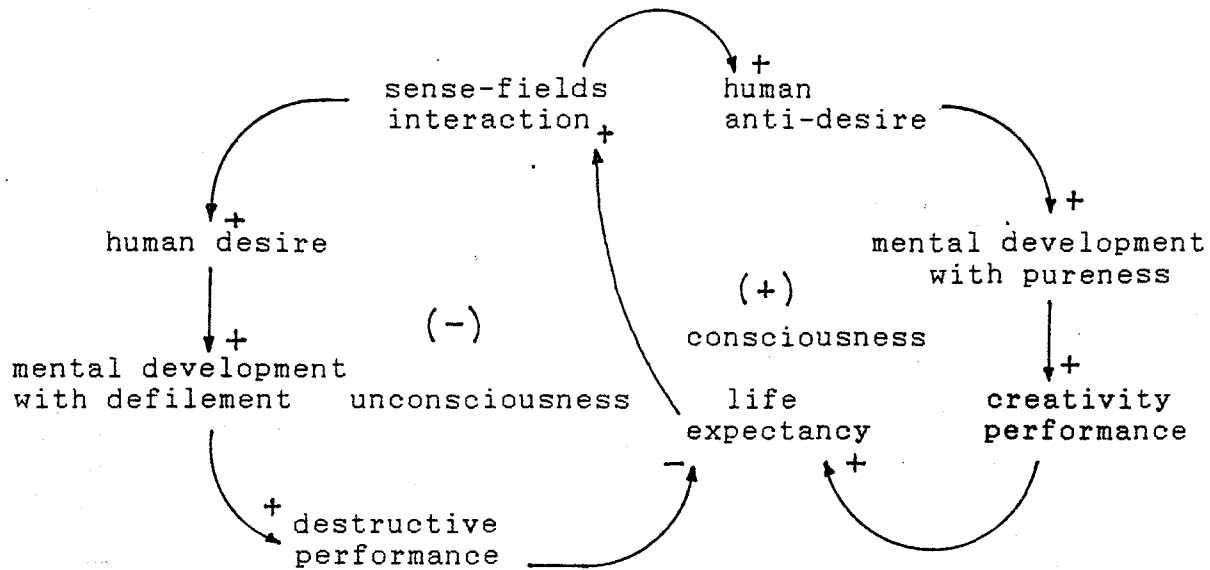 +
sense-fields
interaction
+
human
anti-desire
+
human desire
+
mental development
with pureness
(+)
consciousness
(-)
+
mental development
with defilement
unconsciousness
life
expectancy
+
creativity
performance
-
+
+
destructive
performance